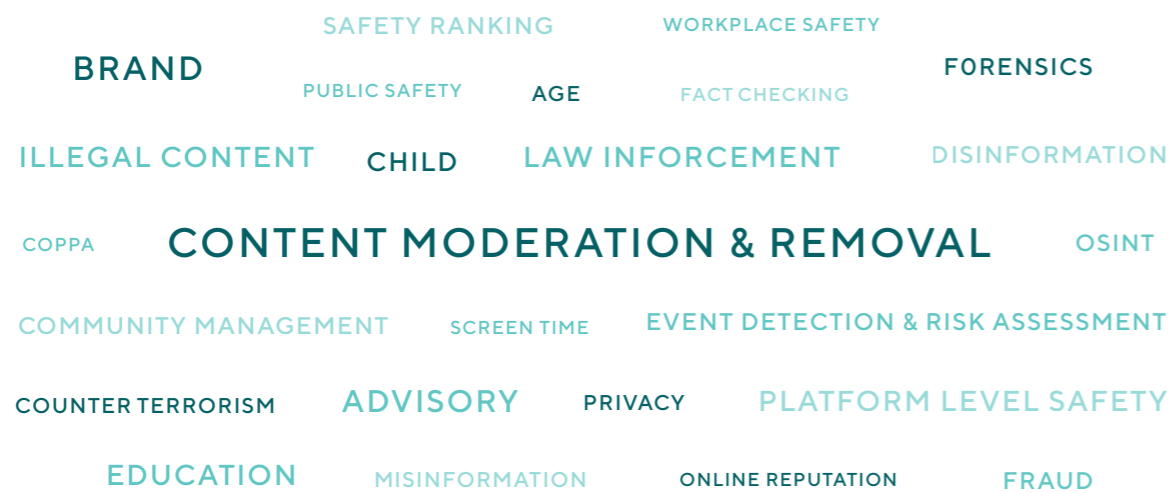 SAFETY RANKING
WORKPLACE SAFETY
BRAND
FORENSICS
PUBLIC SAFETY
AGE
FACT CHECKING
ILLEGAL CONTENT
CHILD
LAW INFORCEMENT
DISINFORMATION
COPPA
CONTENT MODERATION & REMOVAL
OSINT
COMMUNITY MANAGEMENT
SCREEN TIME
EVENT DETECTION & RISK ASSESSMENT
COUNTER TERRORISM
ADVISORY
PRIVACY
PLATFORM LEVEL SAFETY
EDUCATION
MISINFORMATION
ONLINE REPUTATION
FRAUD